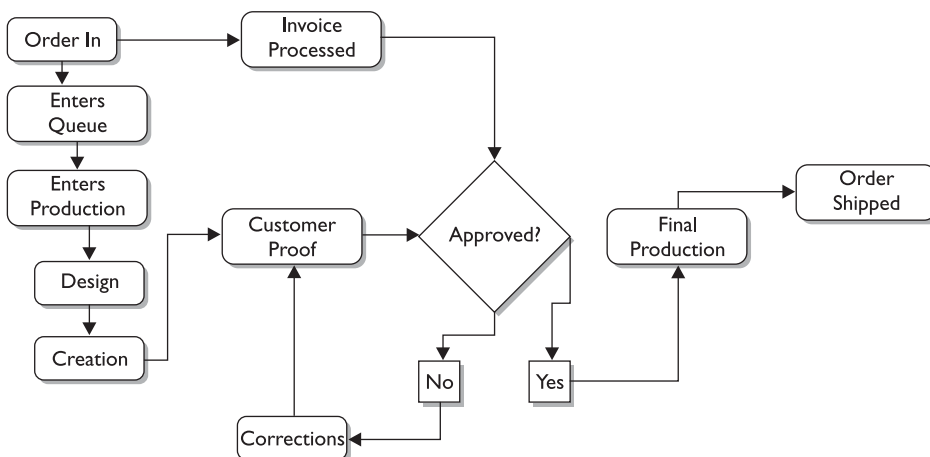 Order In
Invoice
Processed
Enters
Queue
Enters
Production
Design
Creation
Customer
Proof
Approved?
No
Yes
Corrections
Final
Production
Order
Shipped